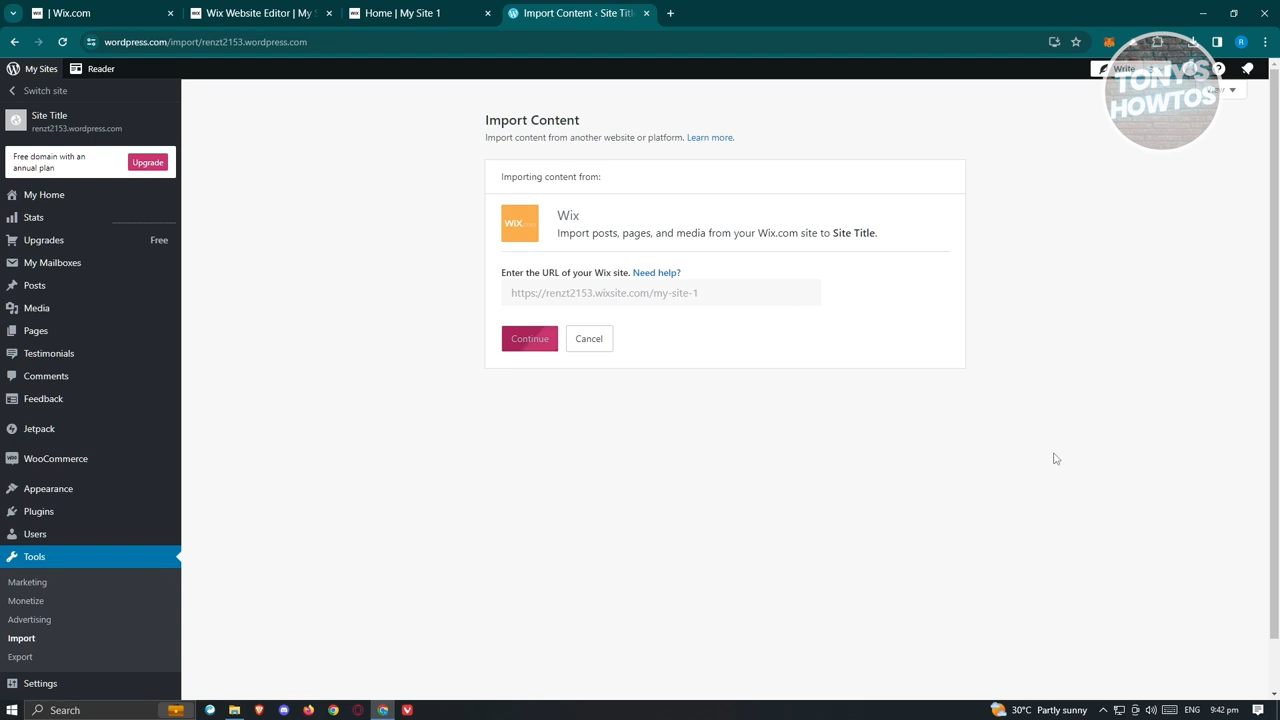 WIX | Wix.com
WIX Wix Website Editor | My S
WIX Home | My Site 1
Import Content ‹ Site Titl
wordpress.com/import/renzt2153.wordpress.com
R
My Sites
Reader
Write
TONY'S
HOWTOS
Switch site
Site Title
renzt2153.wordpress.com
Free domain with an
annual plan
Upgrade
My Home
Stats
Upgrades
Free
My Mailboxes
Posts
Media
Pages
Testimonials
Comments
Feedback
Jetpack
WooCommerce
Appearance
Plugins
Users
Tools
Marketing
Monetize
Advertising
Import
Export
Settings
Import Content
Import content from another website or platform. Learn more.
Importing content from:
WIX.com
Wix
Import posts, pages, and media from your Wix.com site to Site Title.
Enter the URL of your Wix site. Need help?
https://renzt2153.wixsite.com/my-site-1
Continue
Cancel
Search
30°C Partly sunny
ENG
9:42 pm